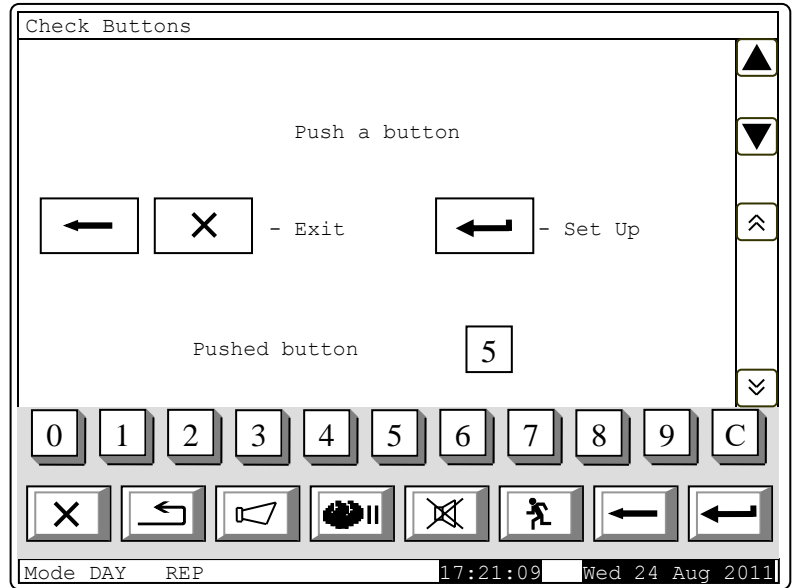 Check Buttons
Push a button
- Exit - Set Up
Pushed button 5
0 1 2 3 4 5 6 7 8 9 C
Mode DAY REP 17:21:09 Wed 24 Aug 2011